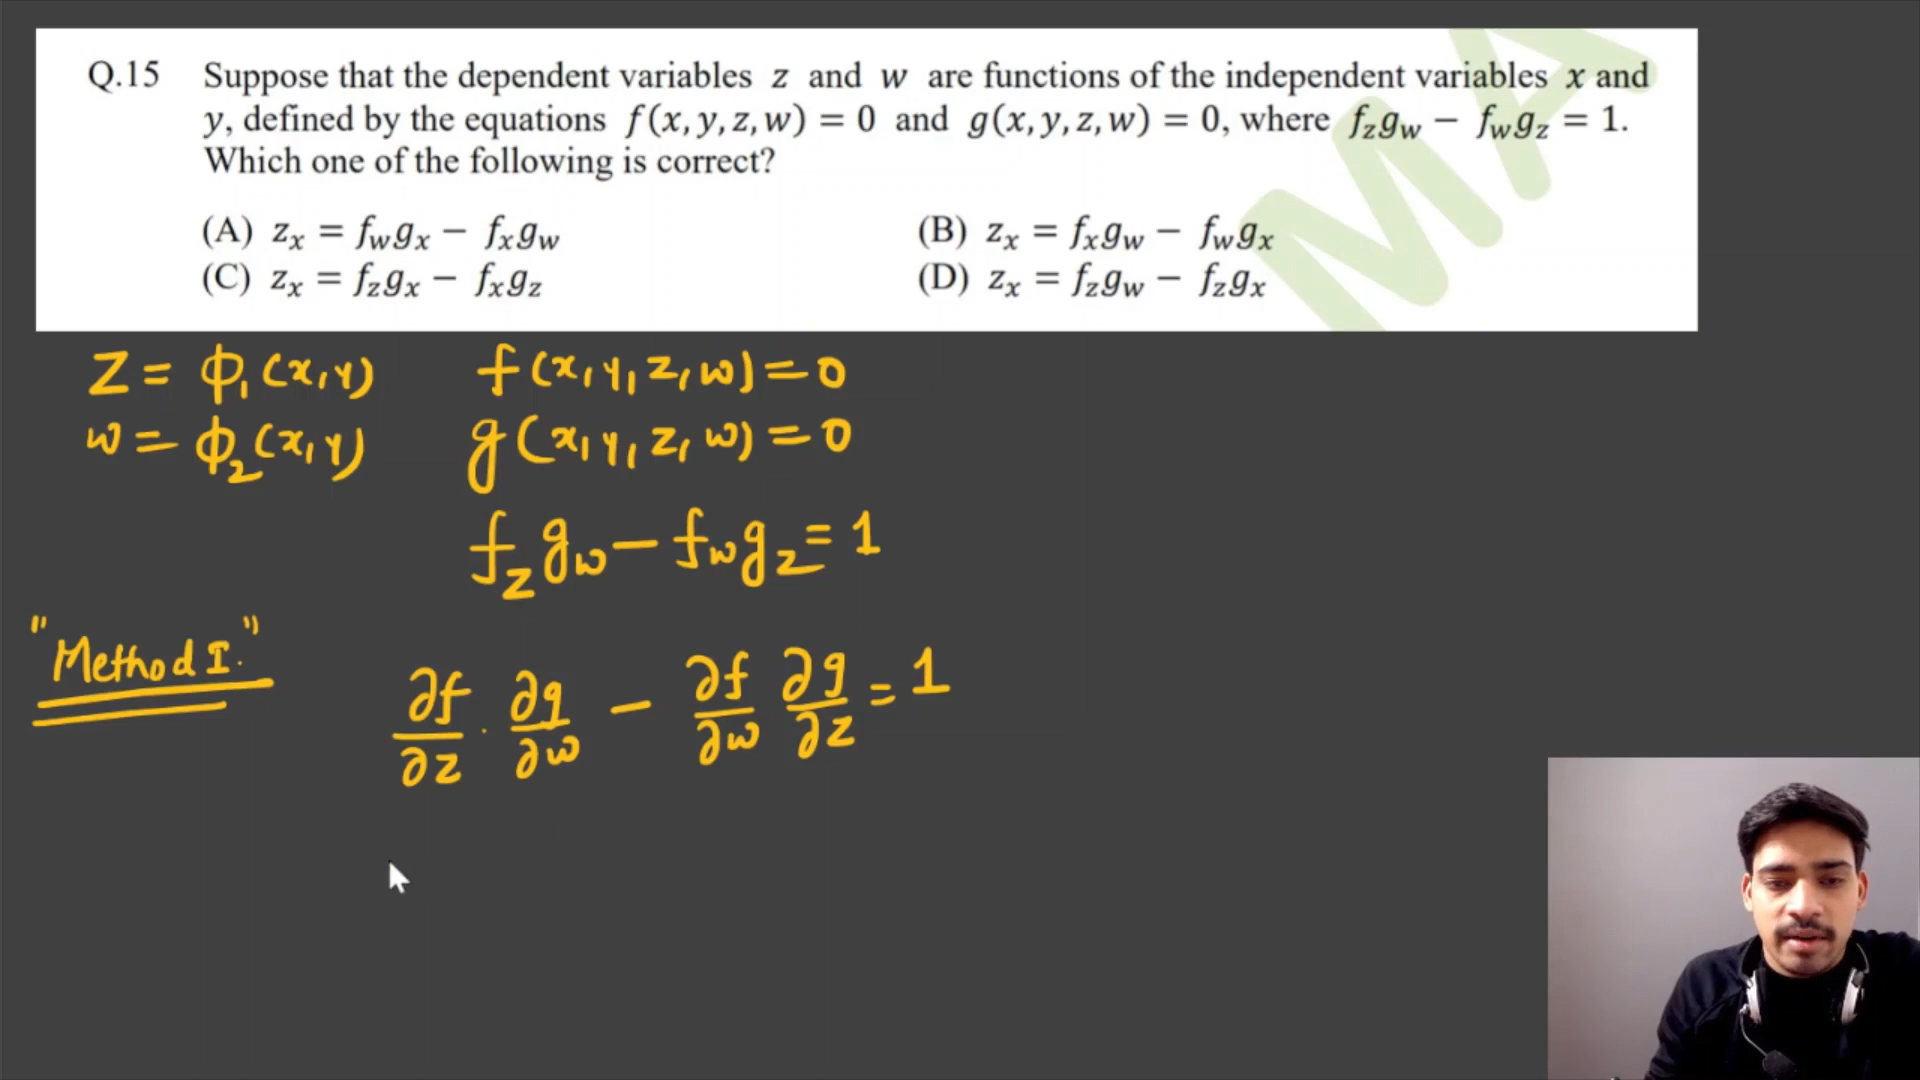 Q.15 Suppose that the dependent variables z and w are functions of the independent variables x and
y, defined by the equations f(x, y, z, w) = 0 and g(x, y, z, w) = 0, where f_z g_w − f_w g_z = 1.
Which one of the following is correct?
(A) z_x = f_w g_x − f_x g_w (B) z_x = f_x g_w − f_w g_x
(C) z_x = f_z g_x − f_x g_z (D) z_x = f_z g_w − f_z g_x
MA
z = ϕ₁(x,y) f(x,y,z,w)=0
w = ϕ₂(x,y) g(x,y,z,w)=0
f_z g_w − f_w g_z = 1
"Method I."
∂f/∂z · ∂g/∂w − ∂f/∂w ∂g/∂z = 1